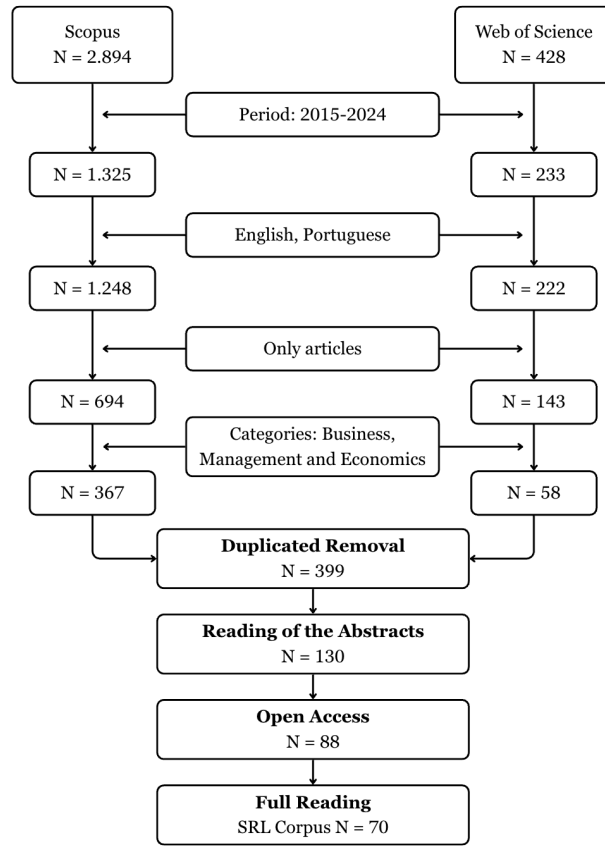 Scopus
N = 2.894
Web of Science
N = 428
Period: 2015-2024
N = 1.325
N = 233
English, Portuguese
N = 1.248
N = 222
Only articles
N = 694
N = 143
Categories: Business,
Management and Economics
N = 367
N = 58
Duplicated Removal
N = 399
Reading of the Abstracts
N = 130
Open Access
N = 88
Full Reading
SRL Corpus N = 70